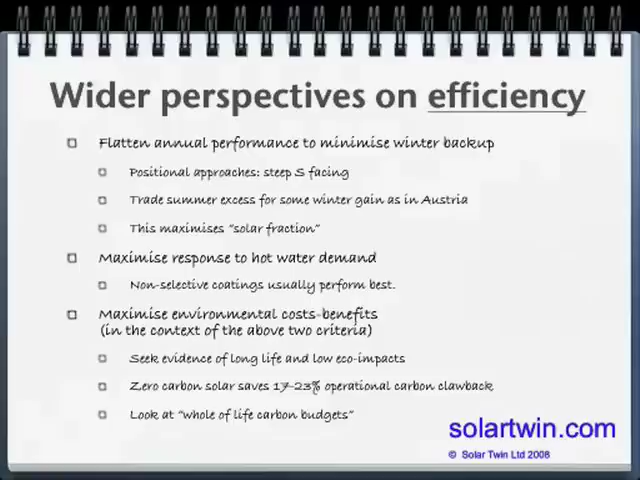 Wider perspectives on efficiency
Flatten annual performance to minimise winter backup
Positional approaches: steep S facing
Trade summer excess for some winter gain as in Austria
This maximises "solar fraction"
Maximise response to hot water demand
Non-selective coatings usually perform best.
Maximise environmental costs-benefits
(in the context of the above two criteria)
Seek evidence of long life and low eco-impacts
Zero carbon solar saves 17-23% operational carbon clawback
Look at "whole of life carbon budgets"
solartwin.com
© Solar Twin Ltd 2008